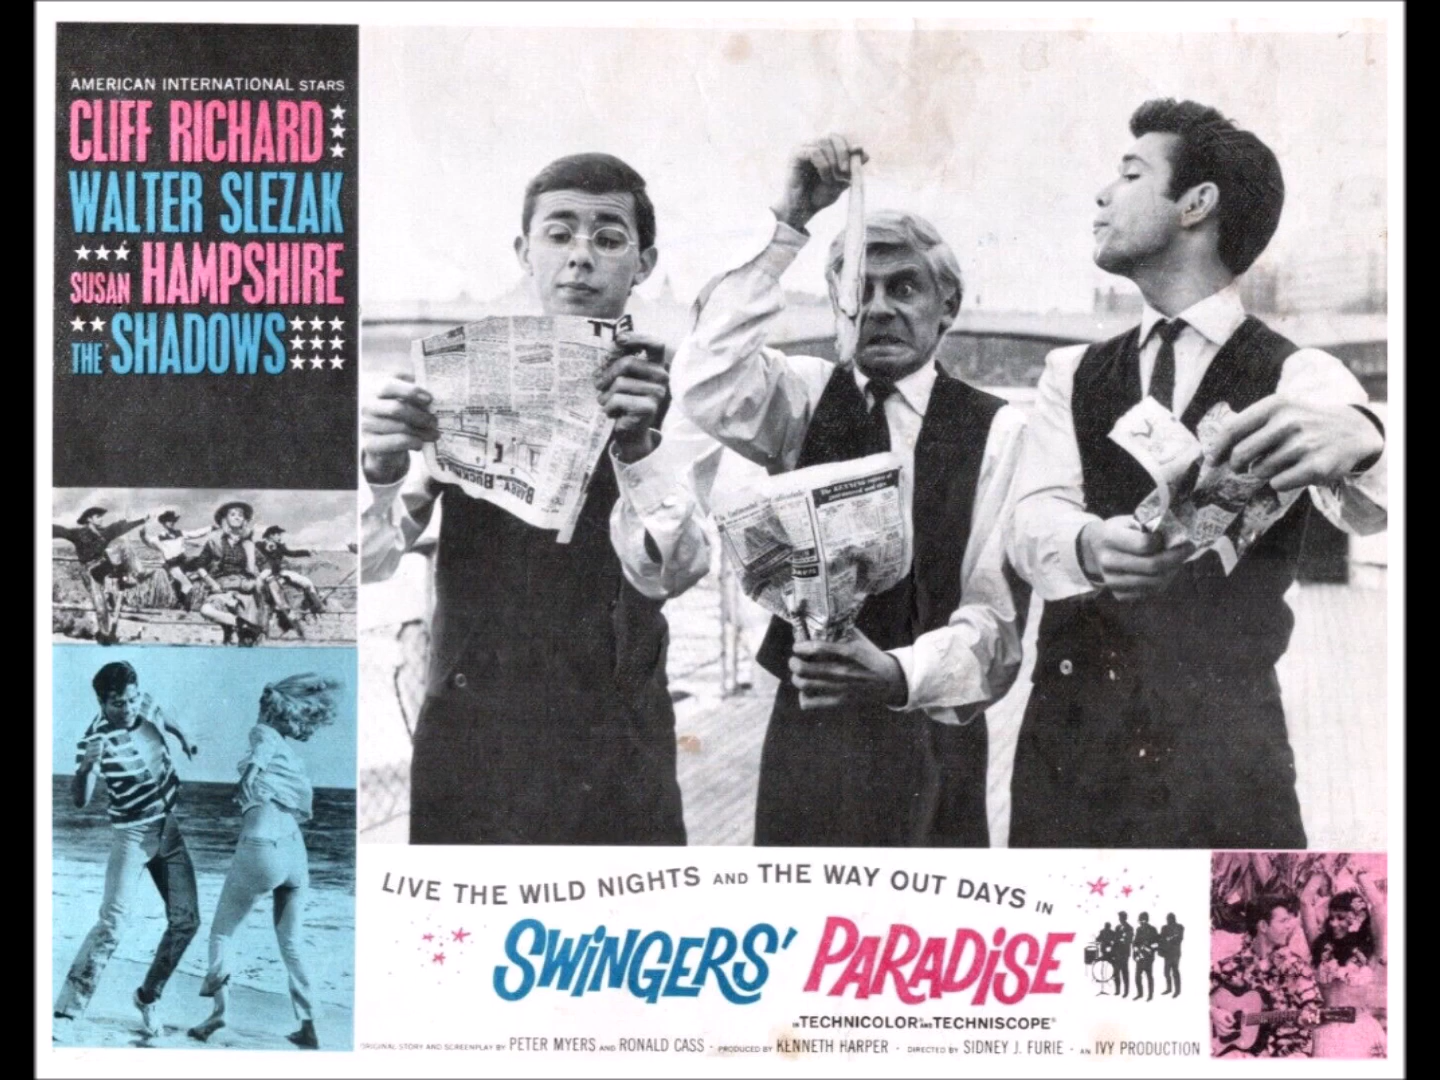 AMERICAN INTERNATIONAL STARS
CLIFF RICHARD
WALTER SLEZAK
SUSAN HAMPSHIRE
THE SHADOWS
LIVE THE WILD NIGHTS AND THE WAY OUT DAYS IN
SWiNGERS' PARADiSE
IN TECHNICOLOR® AND TECHNISCOPE®
ORIGINAL STORY AND SCREENPLAY BY PETER MYERS AND RONALD CASS - PRODUCED BY KENNETH HARPER - DIRECTED BY SIDNEY J. FURIE - AN IVY PRODUCTION